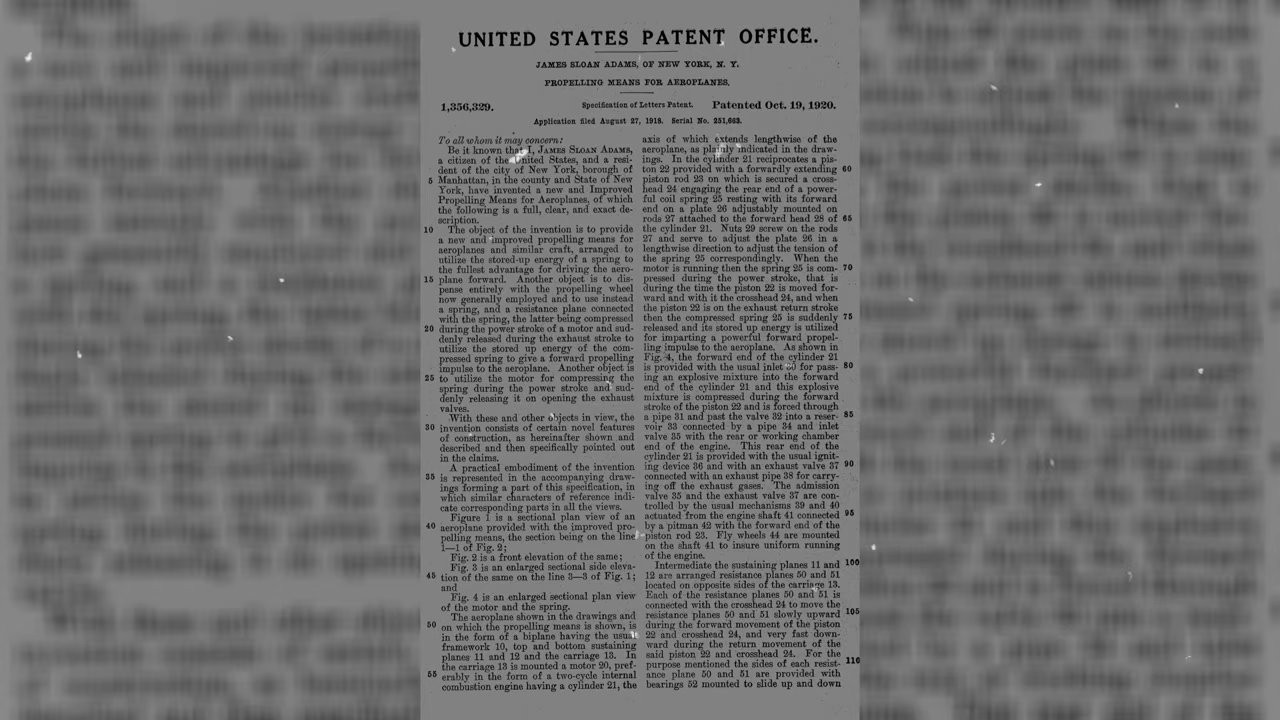 UNITED STATES PATENT OFFICE.
JAMES SLOAN ADAMS, OF NEW YORK, N. Y.
PROPELLING MEANS FOR AEROPLANES.
1,356,329.
Specification of Letters Patent.
Patented Oct. 19, 1920.
Application filed August 27, 1918. Serial No. 251,663.
To all whom it may concern:
Be it known that I, JAMES SLOAN ADAMS,
a citizen of the United States, and a resi-
dent of the city of New York, borough of
5 Manhattan, in the county and State of New
York, have invented a new and Improved
Propelling Means for Aeroplanes, of which
the following is a full, clear, and exact de-
scription.
10 The object of the invention is to provide
a new and improved propelling means for
aeroplanes and similar craft, arranged to
utilize the stored-up energy of a spring to
the fullest advantage for driving the aero-
15 plane forward. Another object is to dis-
pense entirely with the propelling wheel
now generally employed and to use instead
a spring, and a resistance plane connected
with the spring, the latter being compressed
20 during the power stroke of a motor and sud-
denly released during the exhaust stroke to
utilize the stored up energy of the com-
pressed spring to give a forward propelling
impulse to the aeroplane. Another object is
25 to utilize the motor for compressing the
spring during the power stroke and sud-
denly releasing it on opening the exhaust
valves.
With these and other objects in view, the
30 invention consists of certain novel features
of construction, as hereinafter shown and
described and then specifically pointed out
in the claims.
A practical embodiment of the invention
35 is represented in the accompanying draw-
ings forming a part of this specification, in
which similar characters of reference indi-
cate corresponding parts in all the views.
Figure 1 is a sectional plan view of an
40 aeroplane provided with the improved pro-
pelling means, the section being on the line
1—1 of Fig. 2;
Fig. 2 is a front elevation of the same;
Fig. 3 is an enlarged sectional side eleva-
45 tion of the same on the line 3—3 of Fig. 1;
and
Fig. 4 is an enlarged sectional plan view
of the motor and the spring.
The aeroplane shown in the drawings and
50 on which the propelling means is shown, is
in the form of a biplane having the usual
framework 10, top and bottom sustaining
planes 11 and 12 and the carriage 13. In
the carriage 13 is mounted a motor 20, pref-
55 erably in the form of a two-cycle internal
combustion engine having a cylinder 21, the
axis of which extends lengthwise of the
aeroplane, as plainly indicated in the draw-
ings. In the cylinder 21 reciprocates a pis-
ton 22 provided with a forwardly extending 60
piston rod 23 on which is secured a cross-
head 24 engaging the rear end of a power-
ful coil spring 25 resting with its forward
end on a plate 26 adjustably mounted on
rods 27 attached to the forward head 28 of 65
the cylinder 21. Nuts 29 screw on the rods
27 and serve to adjust the plate 26 in a
lengthwise direction to adjust the tension of
the spring 25 correspondingly. When the
motor is running then the spring 25 is com- 70
pressed during the power stroke, that is
during the time the piston 22 is moved for-
ward and with it the crosshead 24, and when
the piston 22 is on the exhaust return stroke
then the compressed spring 25 is suddenly 75
released and its stored up energy is utilized
for imparting a powerful forward propel-
ling impulse to the aeroplane. As shown in
Fig. 4, the forward end of the cylinder 21
is provided with the usual inlet 30 for pass- 80
ing an explosive mixture into the forward
end of the cylinder 21 and this explosive
mixture is compressed during the forward
stroke of the piston 22 and is forced through
a pipe 31 and past the valve 32 into a reser- 85
voir 33 connected by a pipe 34 and inlet
valve 35 with the rear or working chamber
end of the engine. This rear end of the
cylinder 21 is provided with the usual ignit-
ing device 36 and with an exhaust valve 37 90
connected with an exhaust pipe 38 for carry-
ing off the exhaust gases. The admission
valve 35 and the exhaust valve 37 are con-
trolled by the usual mechanisms 39 and 40
actuated from the engine shaft 41 connected 95
by a pitman 42 with the forward end of the
piston rod 23. Fly wheels 44 are mounted
on the shaft 41 to insure uniform running
of the engine.
Intermediate the sustaining planes 11 and 100
12 are arranged resistance planes 50 and 51
located on opposite sides of the carriage 13.
Each of the resistance planes 50 and 51 is
connected with the crosshead 24 to move the
resistance planes 50 and 51 slowly upward 105
during the forward movement of the piston
22 and crosshead 24, and very fast down-
ward during the return movement of the
said piston 22 and crosshead 24. For the
purpose mentioned the sides of each resist- 110
ance plane 50 and 51 are provided with
bearings 52 mounted to slide up and down